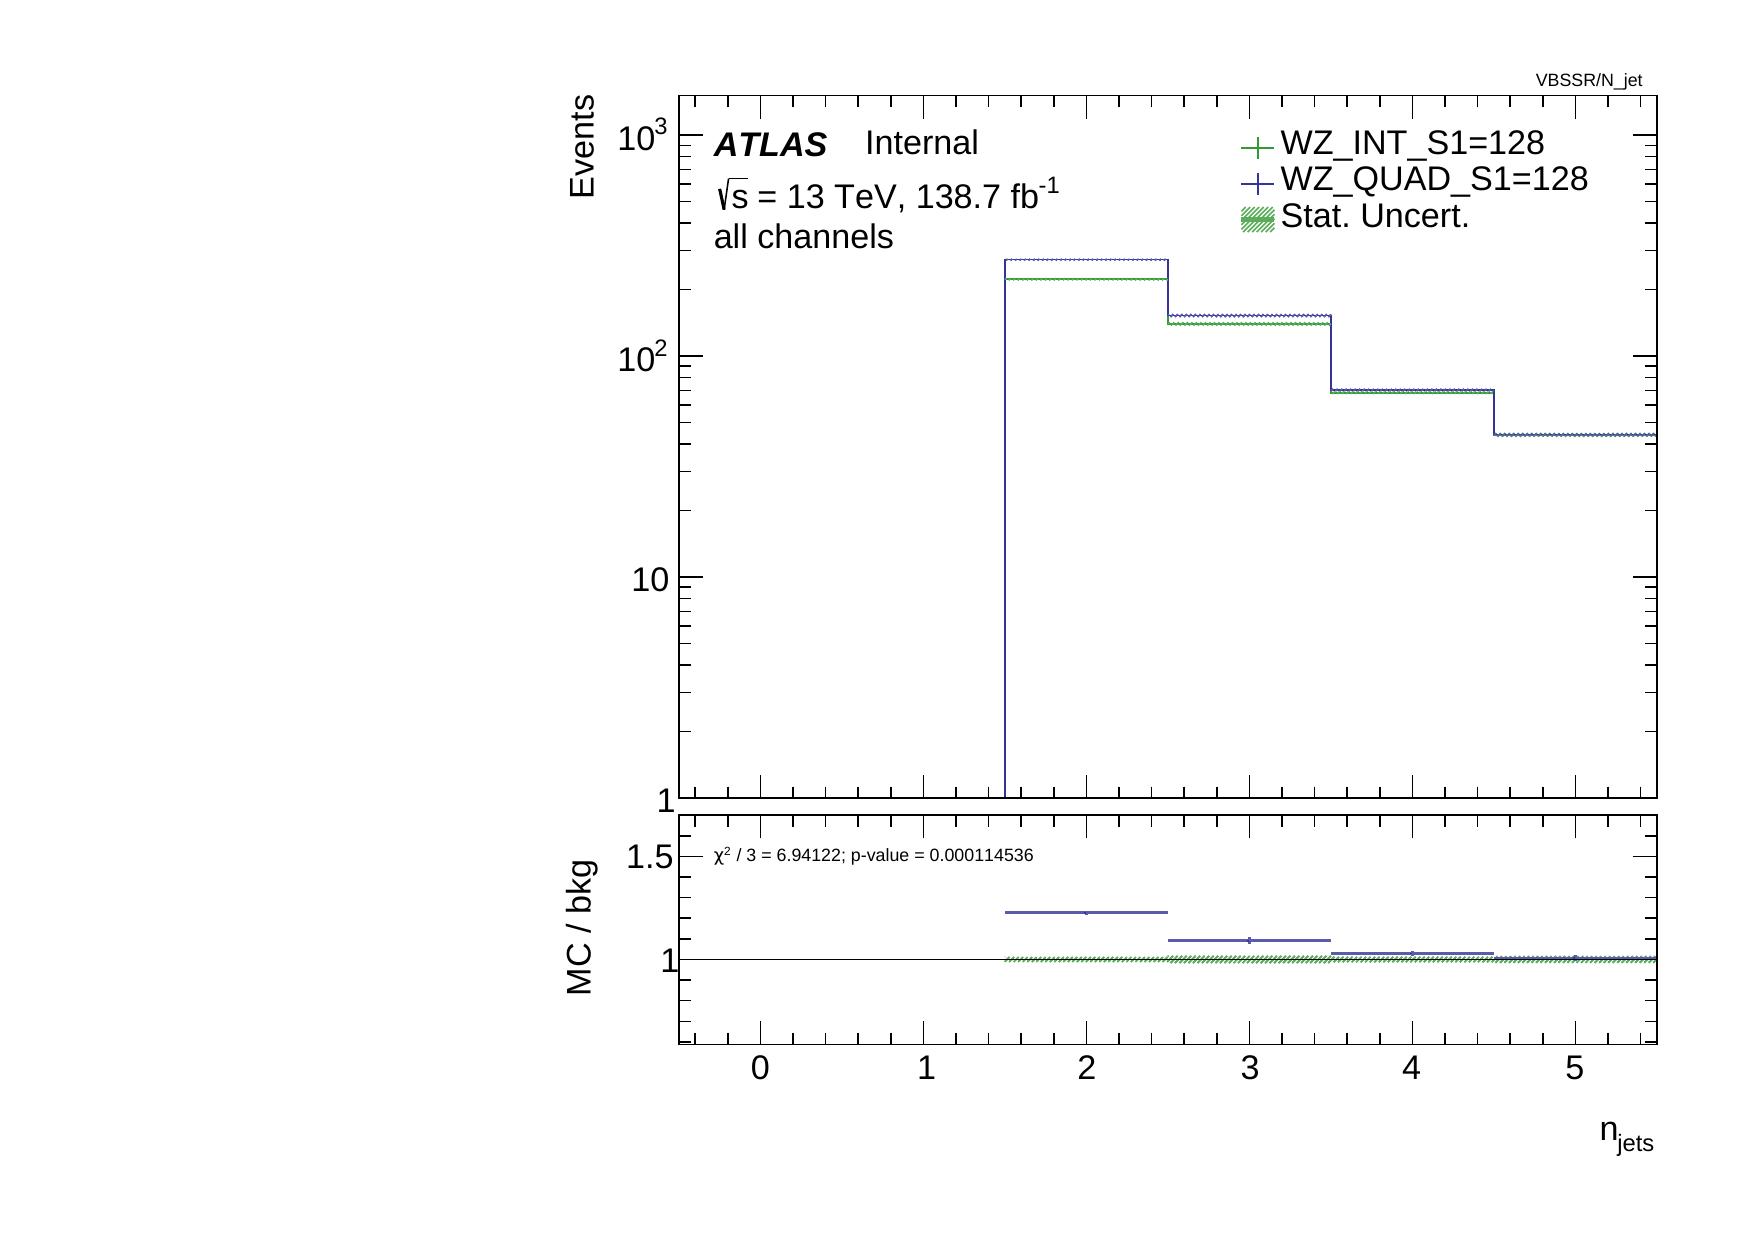 VBSSR/N_jet
Events
10³
10²
10
1
ATLAS Internal
√s = 13 TeV, 138.7 fb⁻¹
all channels
WZ_INT_S1=128
WZ_QUAD_S1=128
Stat. Uncert.
MC / bkg
1.5
1
χ² / 3 = 6.94122; p-value = 0.000114536
0 1 2 3 4 5
n_jets